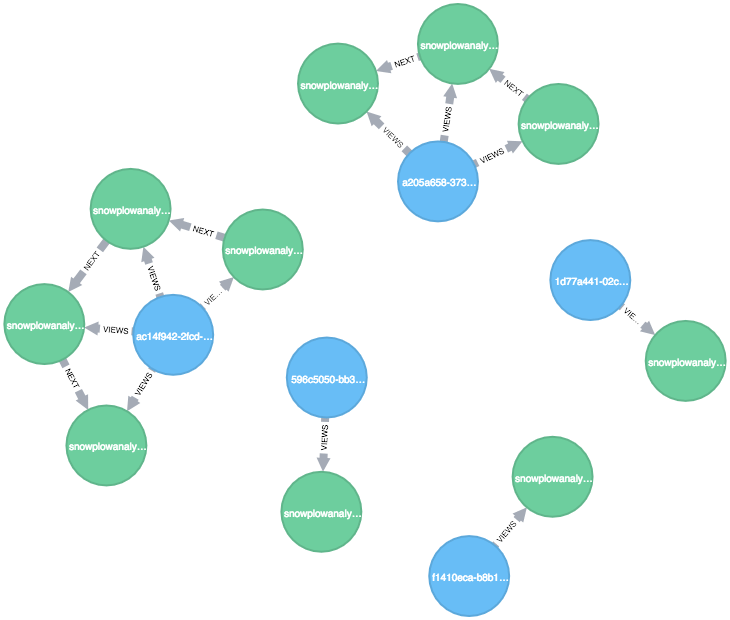 snowplowanaly…
NEXT
snowplowanaly…
NEXT
snowplowanaly…
VIEWS
VIEWS
VIEWS
a205a658-373…
snowplowanaly…
NEXT
snowplowanaly…
NEXT
VIEWS
VIE…
snowplowanaly…
VIEWS
ac14f942-2fcd-…
NEXT
VIEWS
snowplowanaly…
1d77a441-02c…
VIE…
snowplowanaly…
596c5050-bb3…
VIEWS
snowplowanaly…
snowplowanaly…
VIEWS
f1410eca-b8b1…